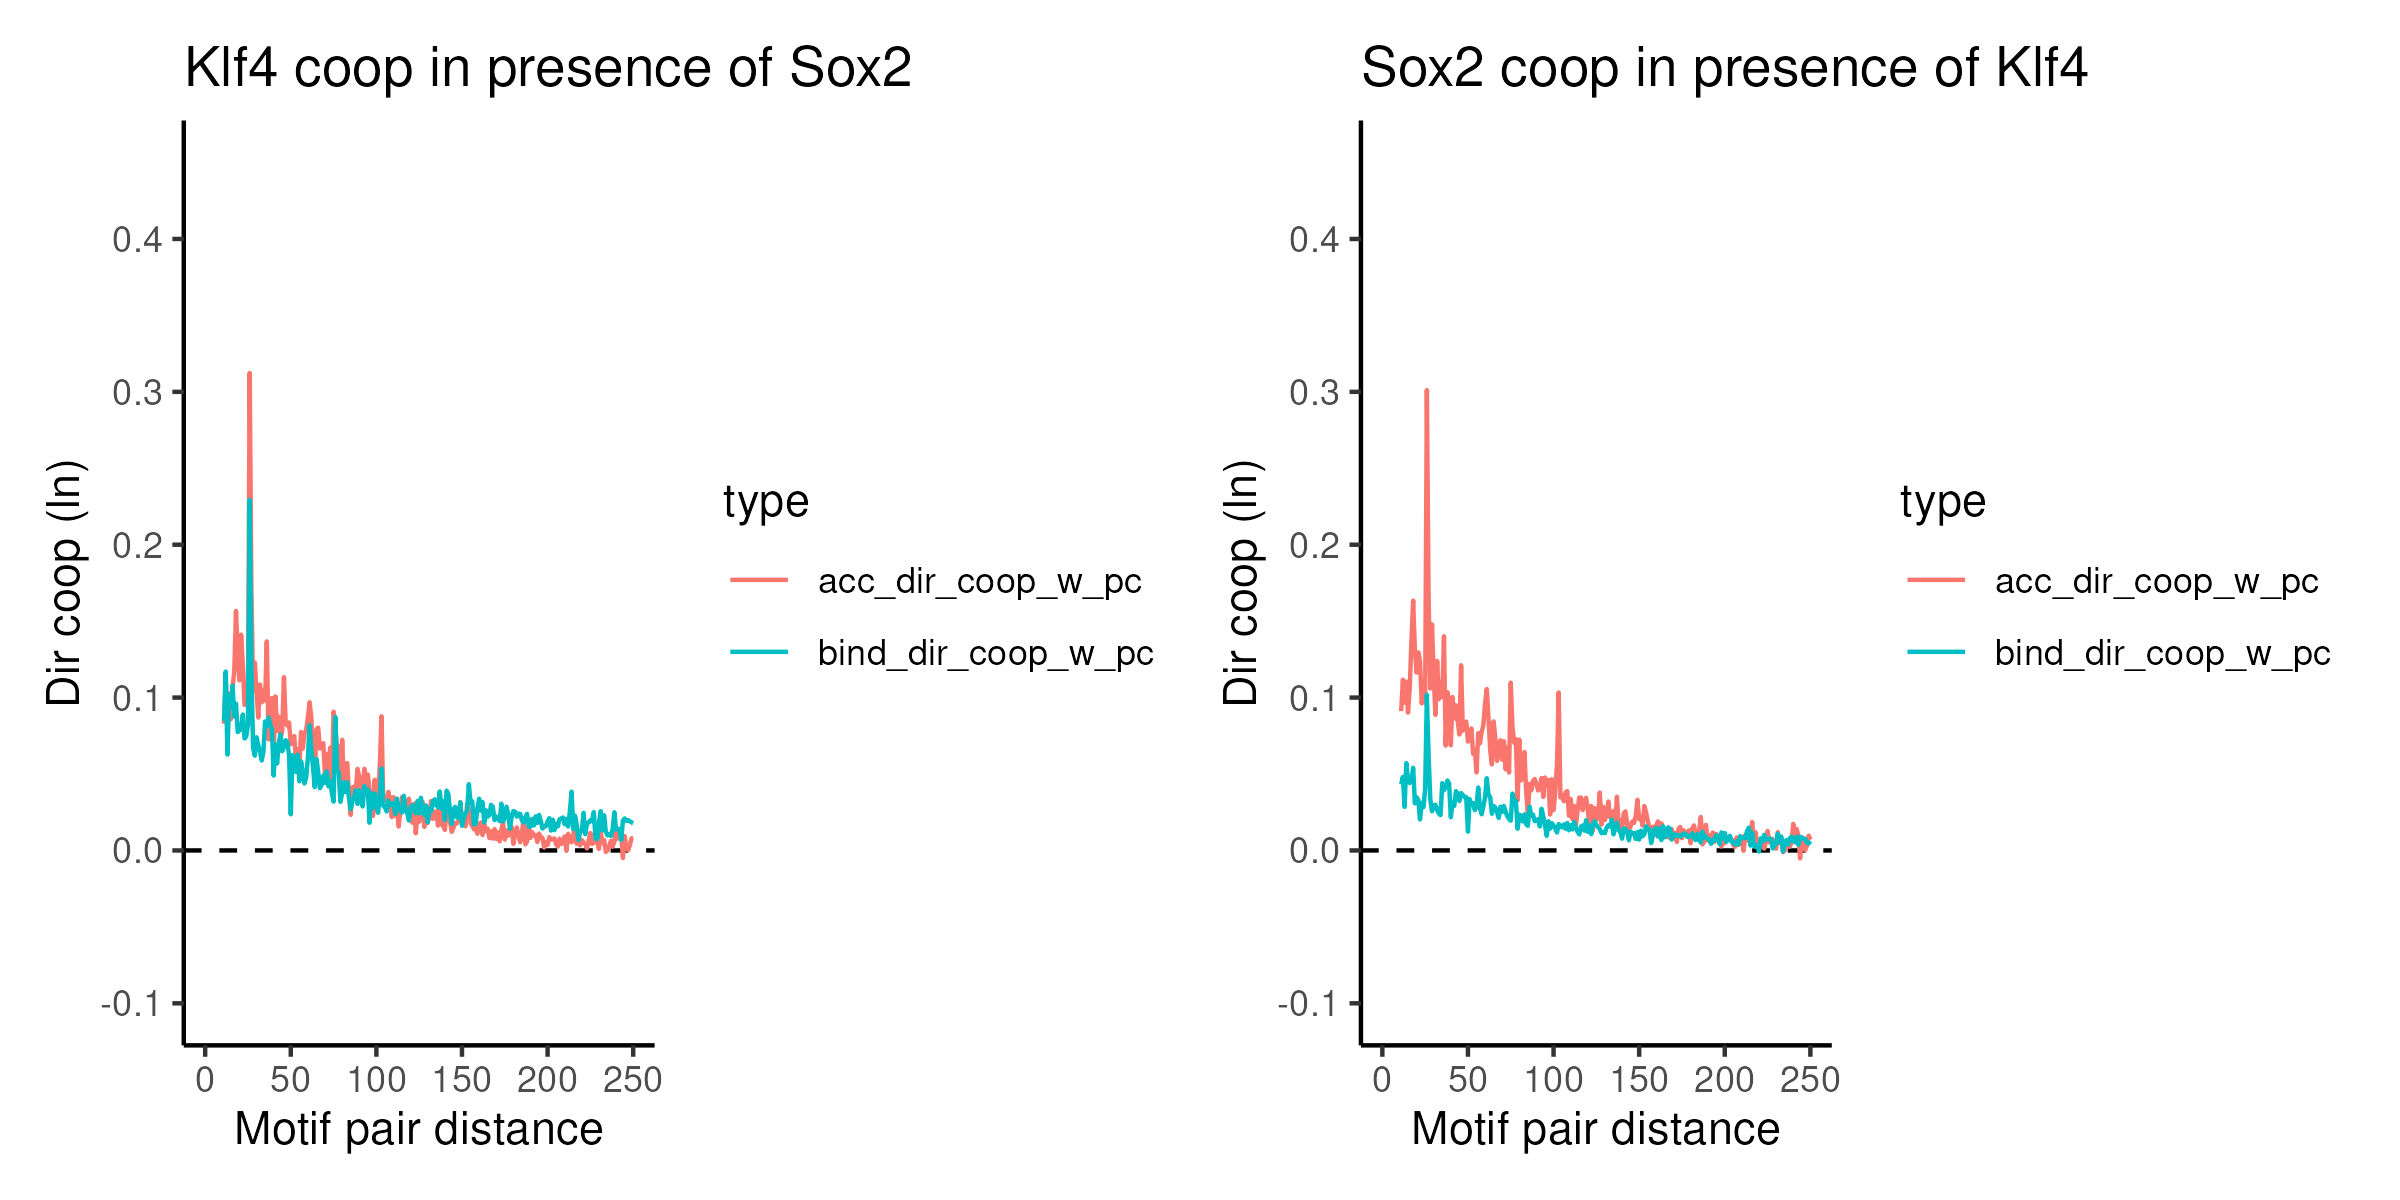 Klf4 coop in presence of Sox2
Dir coop (ln)
0.4
0.3
0.2
0.1
0.0
-0.1
0 50 100 150 200 250
Motif pair distance
type
acc_dir_coop_w_pc
bind_dir_coop_w_pc
Sox2 coop in presence of Klf4
Dir coop (ln)
0.4
0.3
0.2
0.1
0.0
-0.1
0 50 100 150 200 250
Motif pair distance
type
acc_dir_coop_w_pc
bind_dir_coop_w_pc